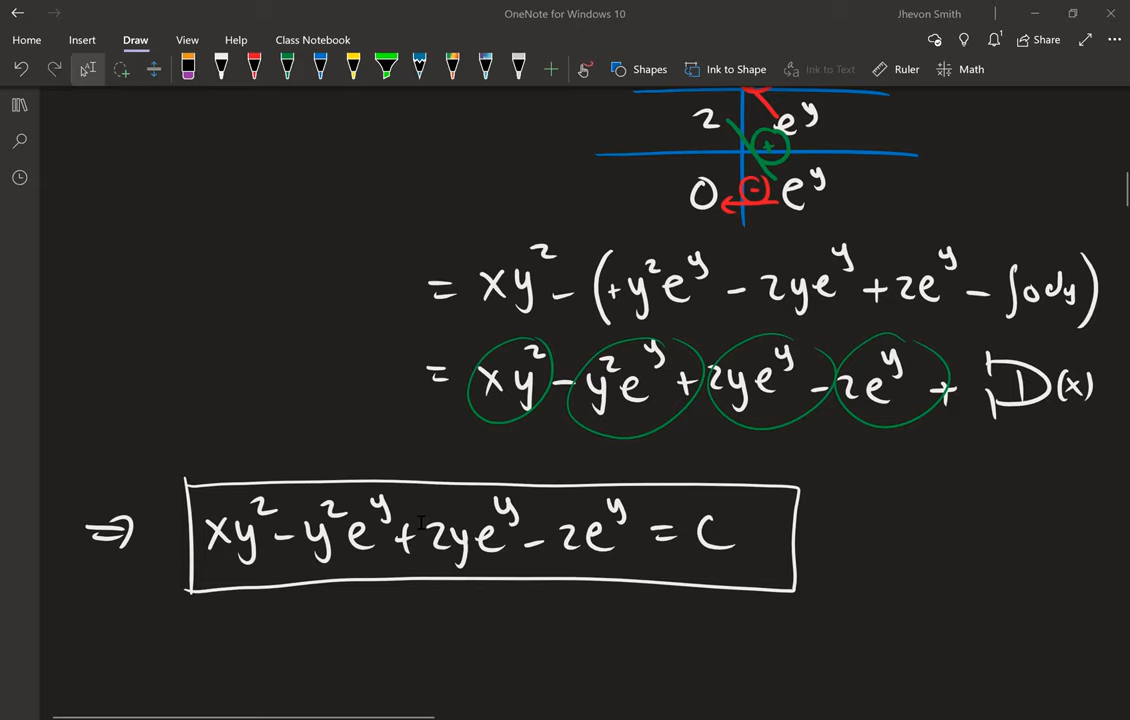 OneNote for Windows 10
Jhevon Smith
Home Insert Draw View Help Class Notebook
Share
Shapes Ink to Shape Ink to Text Ruler Math
2 e^y
+
0 - e^y
= xy^2 - (+y^2e^y - 2ye^y + 2e^y - ∫0dy)
= xy^2 - y^2e^y + 2ye^y - 2e^y + D(x)
⇒ xy^2 - y^2e^y + 2ye^y - 2e^y = C